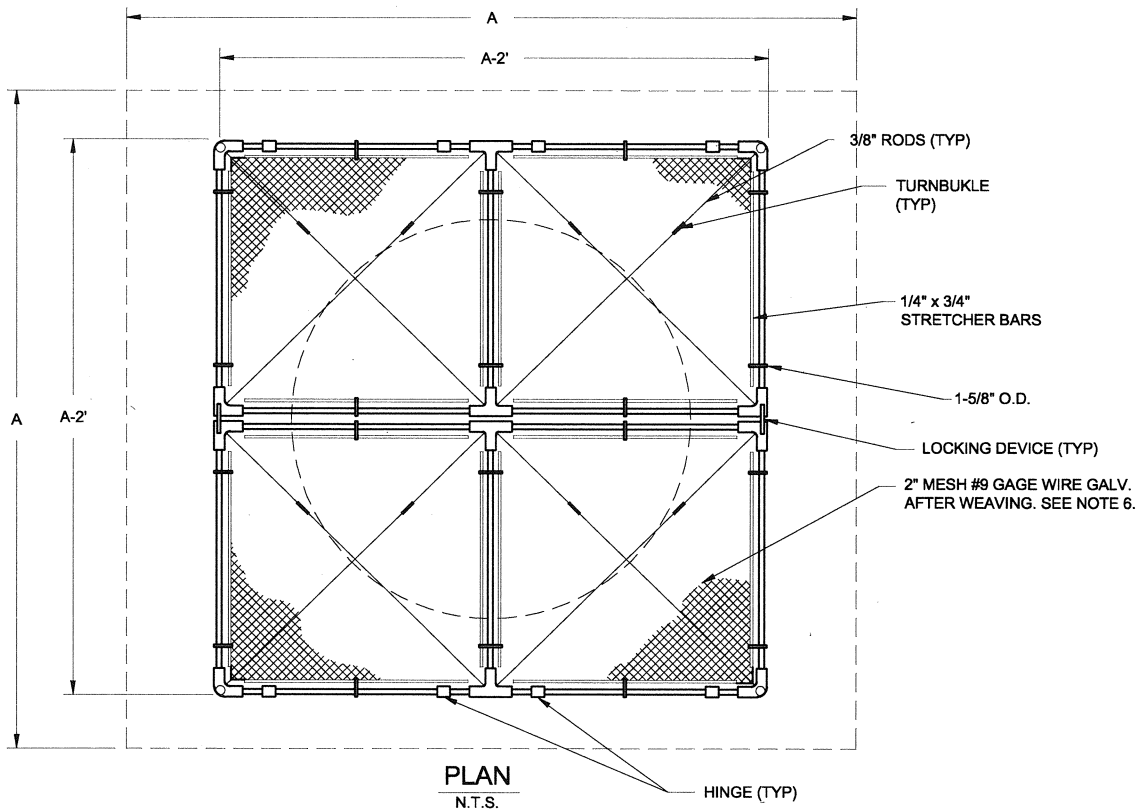 A
A-2'
3/8" RODS (TYP)
TURNBUKLE
(TYP)
1/4" x 3/4"
STRETCHER BARS
A
A-2'
1-5/8" O.D.
LOCKING DEVICE (TYP)
2" MESH #9 GAGE WIRE GALV.
AFTER WEAVING. SEE NOTE 6.
PLAN
N.T.S.
HINGE (TYP)